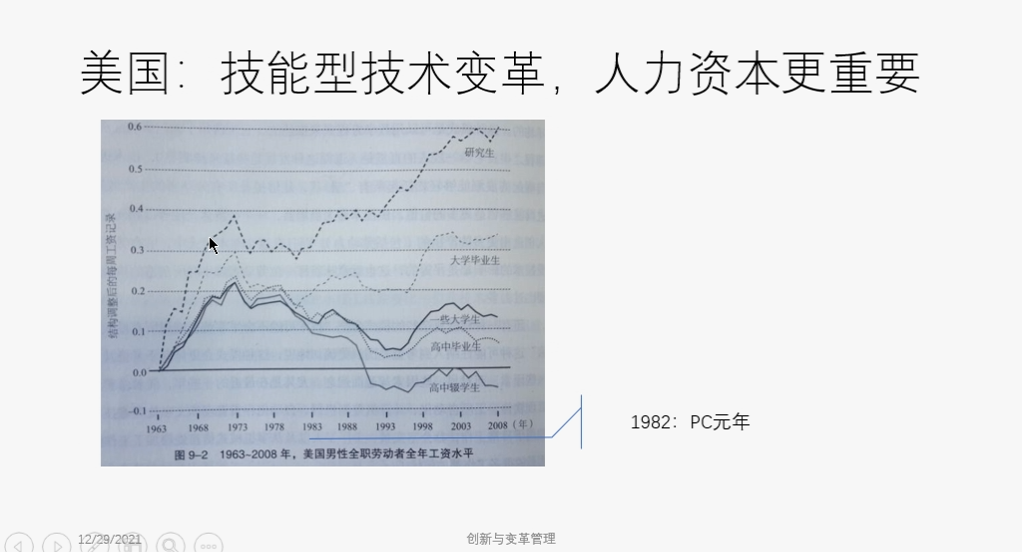 美国：技能型技术变革，人力资本更重要
0.6
0.5
0.4
0.3
0.2
0.1
0.0
-0.1
结构调整后的每周工资记录
研究生
大学毕业生
一些大学生
高中毕业生
高中辍学生
1963 1968 1973 1978 1983 1988 1993 1998 2003 2008（年）
图 9-2 1963~2008 年，美国男性全职劳动者全年工资水平
1982：PC元年
12/29/2021
创新与变革管理